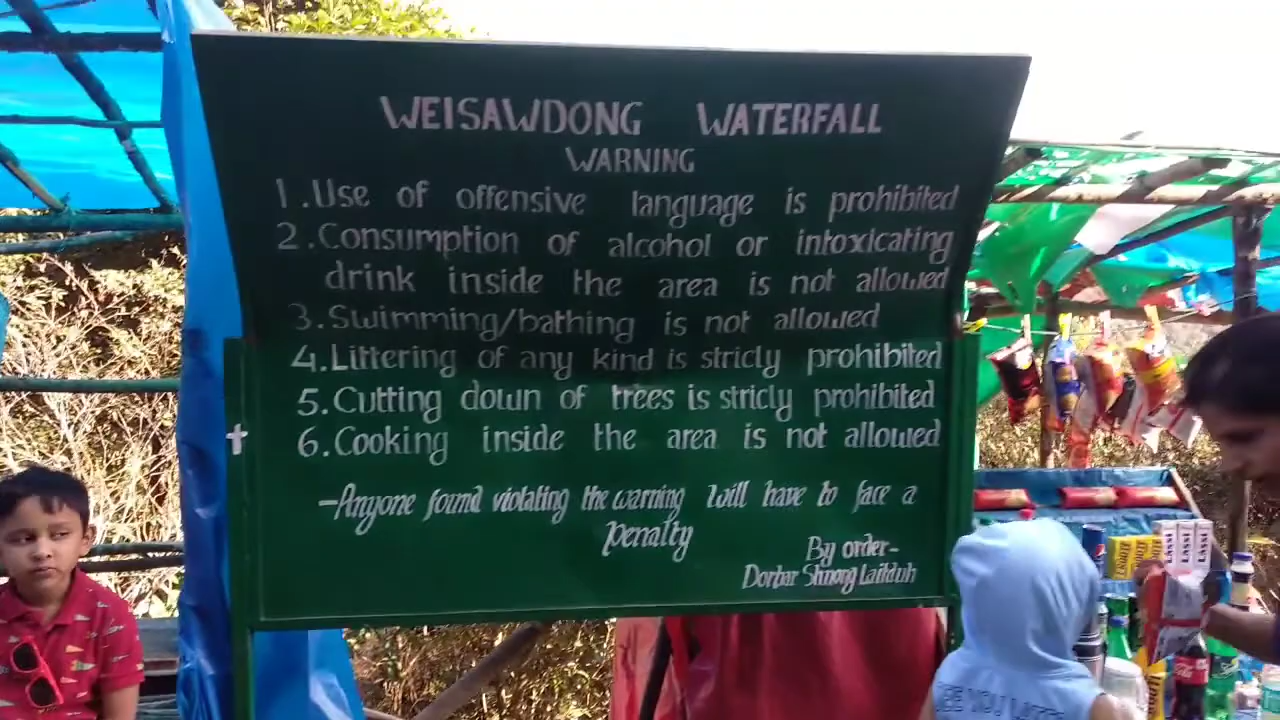 WEISAWDONG WATERFALL
WARNING
1. Use of offensive language is prohibited
2. Consumption of alcohol or intoxicating
drink inside the area is not allowed
3. Swimming/bathing is not allowed
4. Littering of any kind is stricly prohibited
5. Cutting down of trees is stricly prohibited
6. Cooking inside the area is not allowed
-Anyone found violating the warning will have to face a
penalty
By order-
Dorbar Shnong Laitduh
LASSI LASSI LASSI